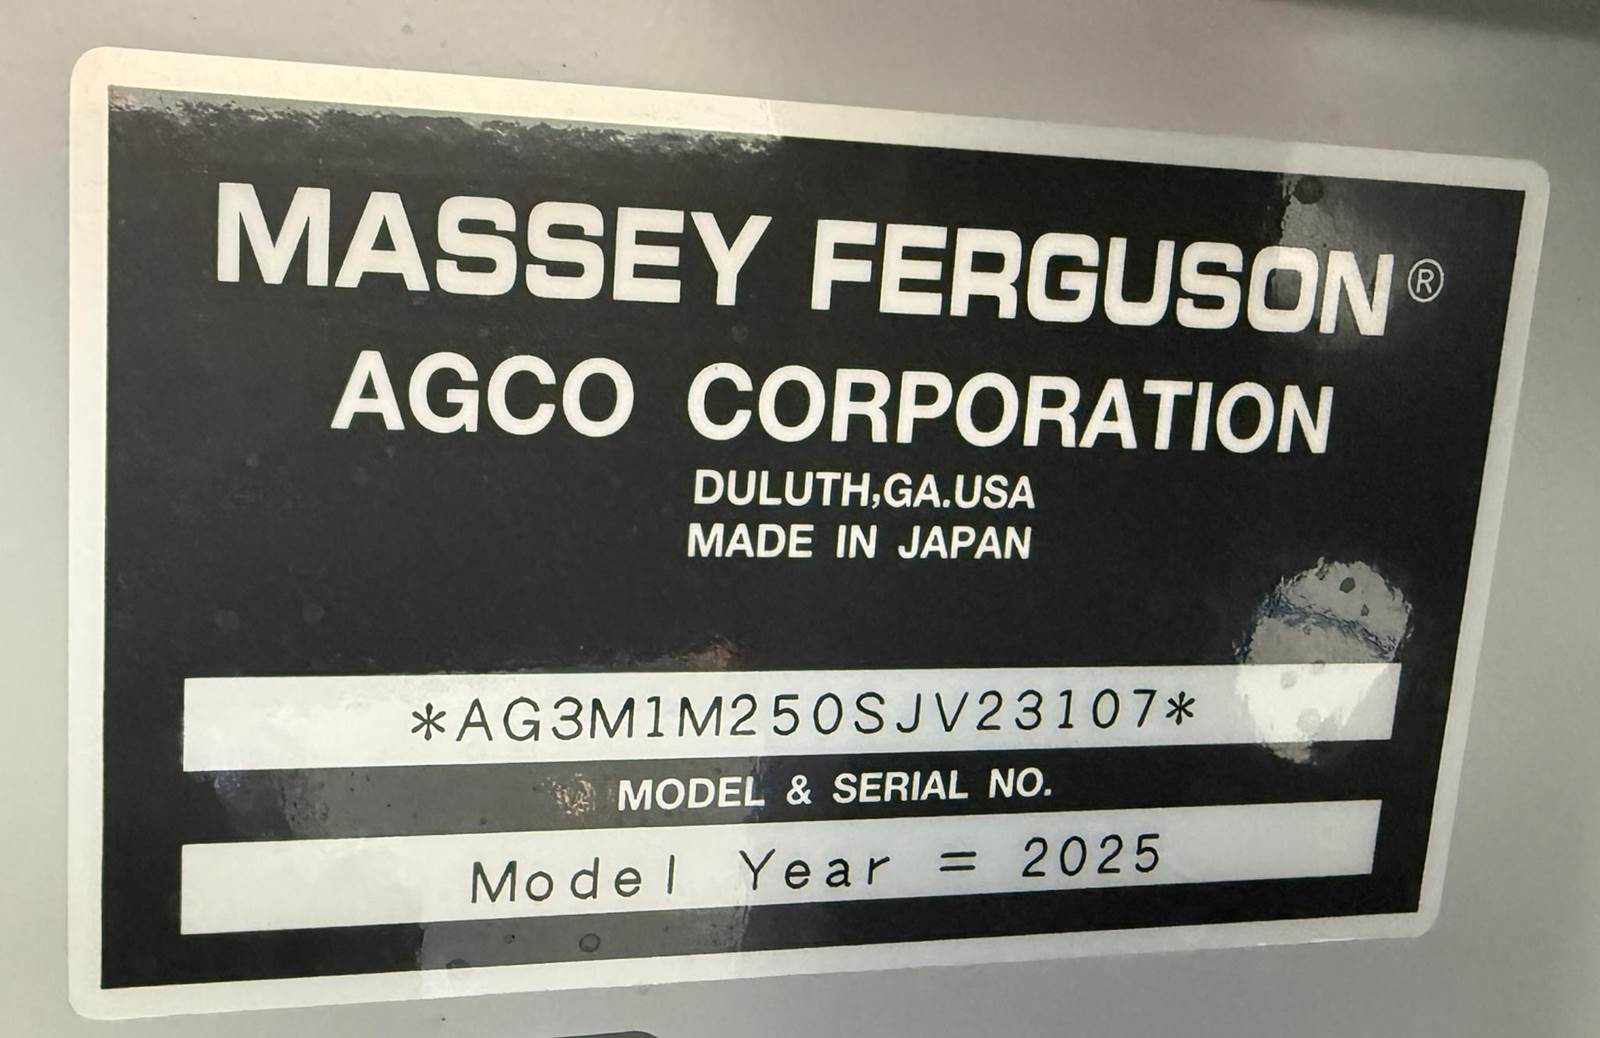 MASSEY FERGUSON®
AGCO CORPORATION
DULUTH,GA.USA
MADE IN JAPAN
*AG3M1M250SJV23107*
MODEL & SERIAL NO.
Model Year = 2025